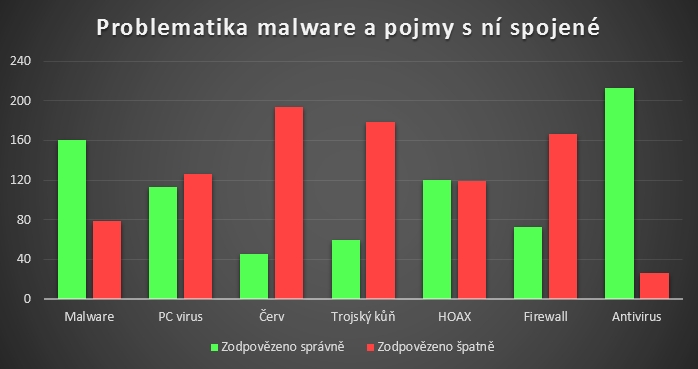 Problematika malware a pojmy s ní spojené
240
200
160
120
80
40
0
Malware PC virus Červ Trojský kůň HOAX Firewall Antivirus
Zodpovězeno správně Zodpovězeno špatně